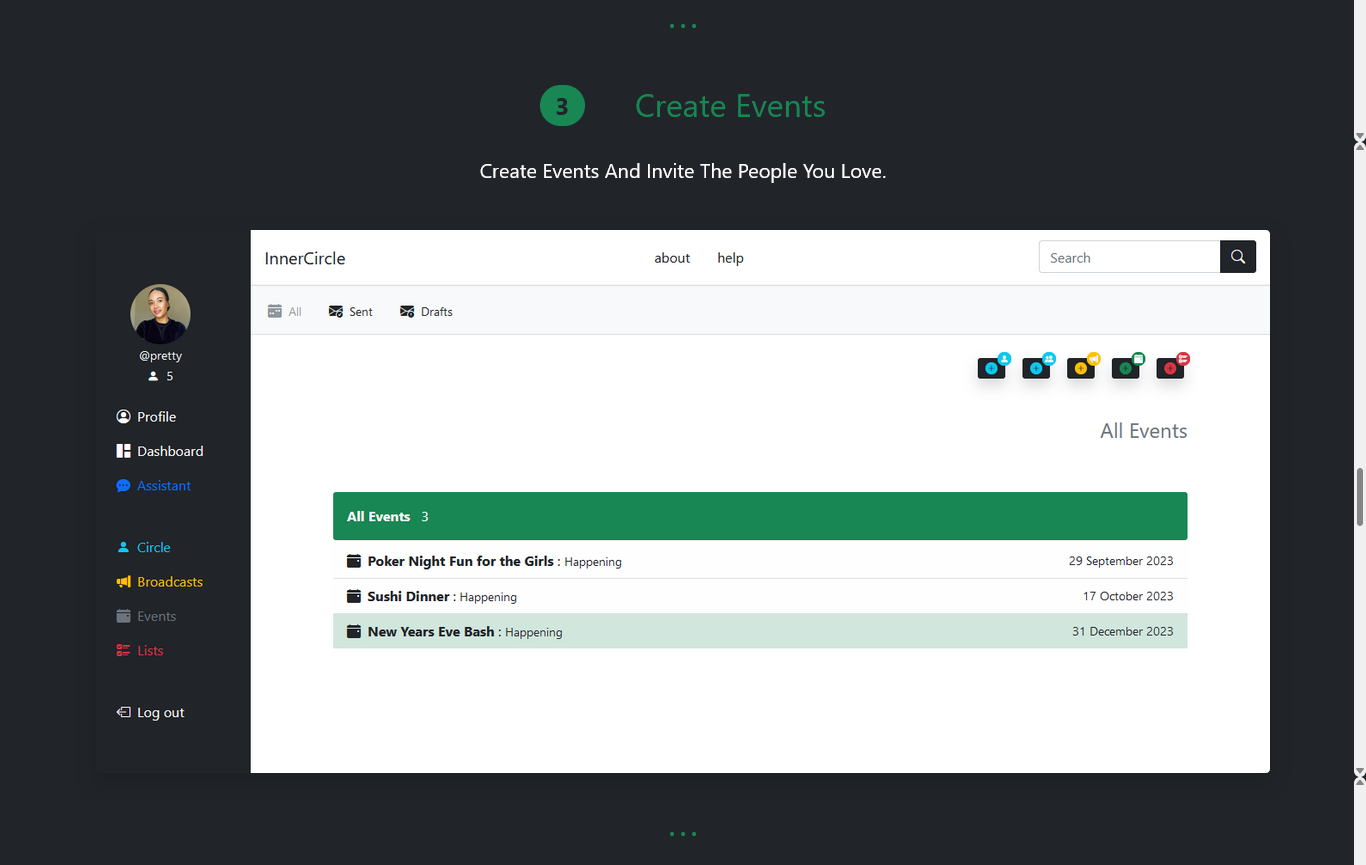 3 Create Events
Create Events And Invite The People You Love.
InnerCircle about help Search
@pretty
5
Profile
Dashboard
Assistant
Circle
Broadcasts
Events
Lists
Log out
All Sent Drafts
All Events
All Events 3
Poker Night Fun for the Girls : Happening 29 September 2023
Sushi Dinner : Happening 17 October 2023
New Years Eve Bash : Happening 31 December 2023